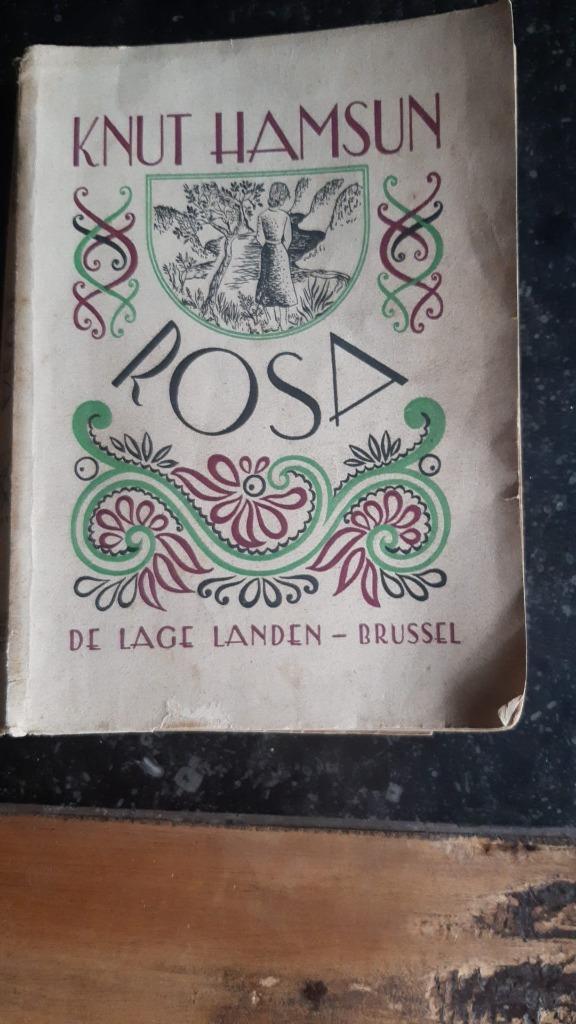 KNUT HAMSUN
ROSA
DE LAGE LANDEN – BRUSSEL